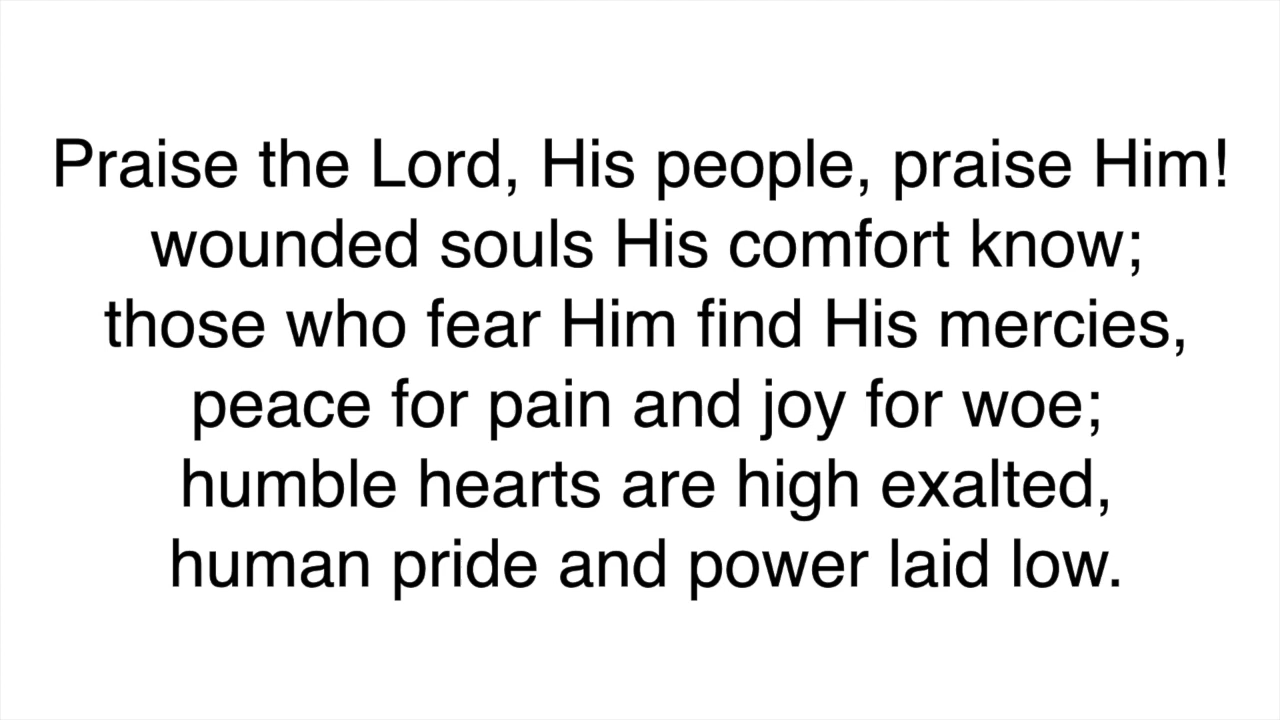 Praise the Lord, His people, praise Him!
wounded souls His comfort know;
those who fear Him find His mercies,
peace for pain and joy for woe;
humble hearts are high exalted,
human pride and power laid low.